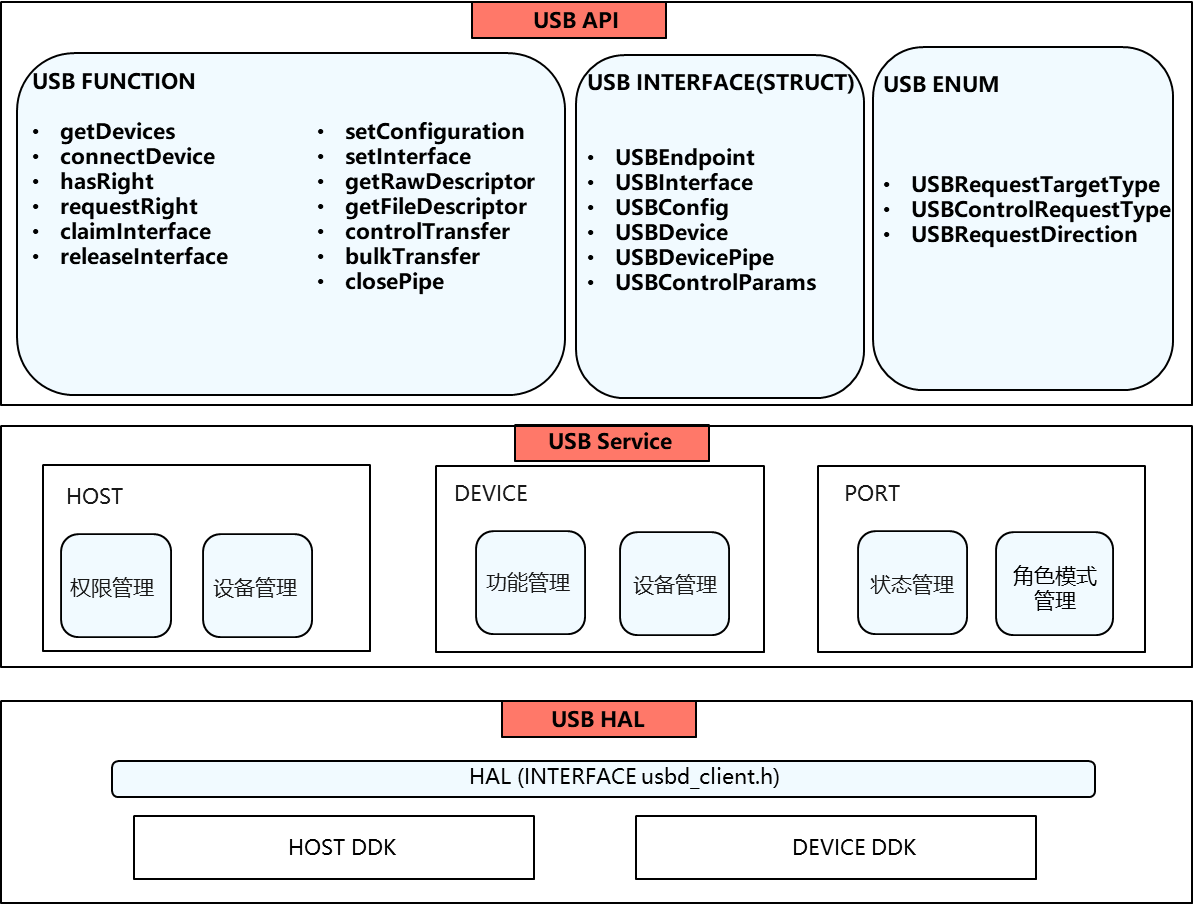 USB API
USB FUNCTION
• getDevices
• connectDevice
• hasRight
• requestRight
• claimInterface
• releaseInterface
• setConfiguration
• setInterface
• getRawDescriptor
• getFileDescriptor
• controlTransfer
• bulkTransfer
• closePipe
USB INTERFACE(STRUCT)
• USBEndpoint
• USBInterface
• USBConfig
• USBDevice
• USBDevicePipe
• USBControlParams
USB ENUM
• USBRequestTargetType
• USBControlRequestType
• USBRequestDirection
USB Service
HOST
权限管理
设备管理
DEVICE
功能管理
设备管理
PORT
状态管理
角色模式
管理
USB HAL
HAL (INTERFACE usbd_client.h)
HOST DDK
DEVICE DDK